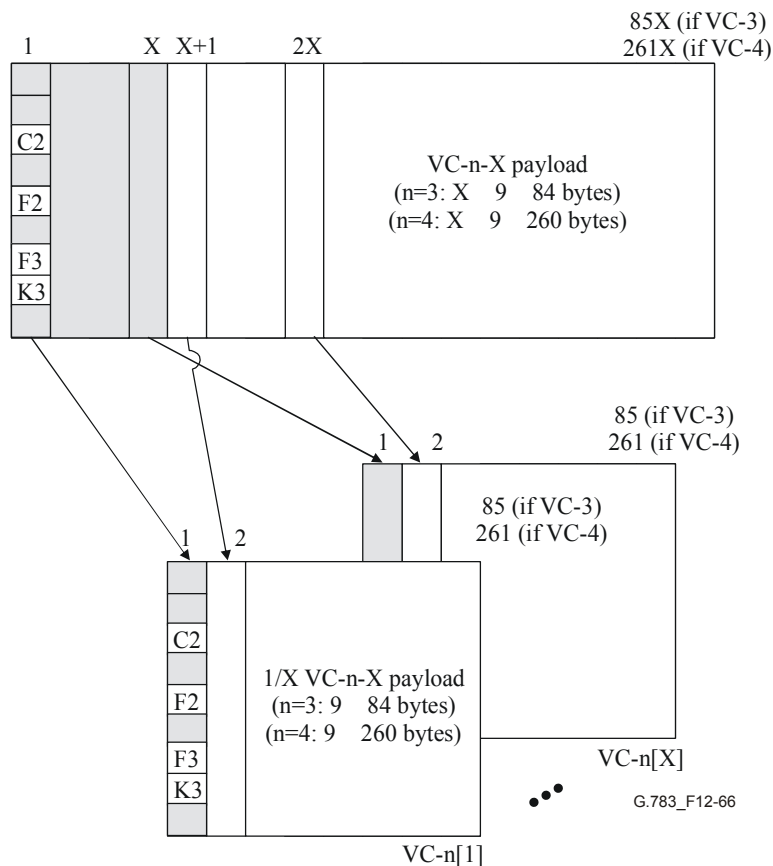 85X (if VC-3)
1 X X+1 2X 261X (if VC-4)
C2
F2
F3
K3
VC-n-X payload
(n=3: X 9 84 bytes)
(n=4: X 9 260 bytes)
85 (if VC-3)
261 (if VC-4)
1 2
85 (if VC-3)
261 (if VC-4)
1 2
C2
F2
F3
K3
1/X VC-n-X payload
(n=3: 9 84 bytes)
(n=4: 9 260 bytes)
VC-n[X]
G.783_F12-66
VC-n[1]